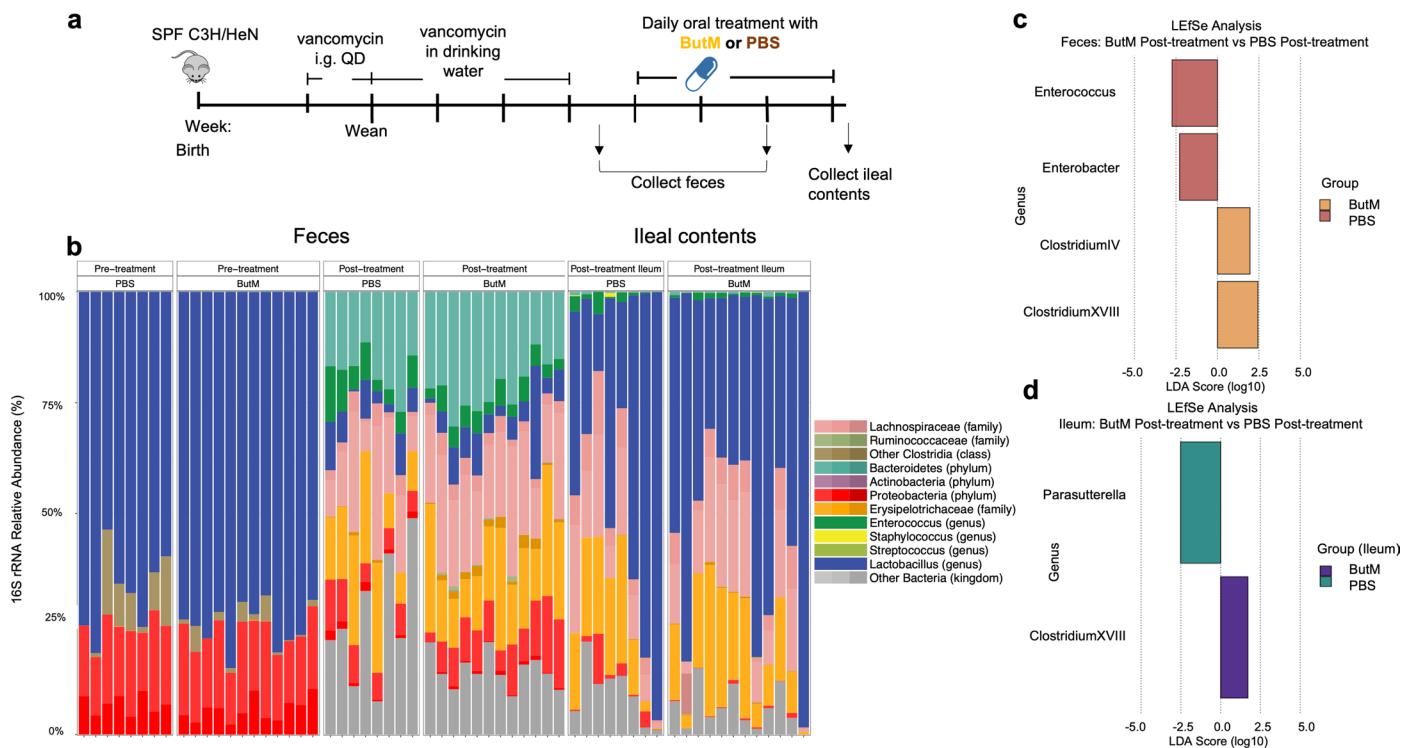 a
SPF C3H/HeN
vancomycin
i.g. QD
vancomycin
in drinking
water
Daily oral treatment with
ButM or PBS
Week:
Birth
Wean
Collect feces
Collect ileal
contents
b
Feces
Ileal contents
Pre-treatment
Pre-treatment
Post-treatment
Post-treatment
Post-treatment Ileum
Post-treatment Ileum
PBS
ButM
PBS
ButM
PBS
ButM
16S rRNA Relative Abundance (%)
100%
75%
50%
25%
0%
Lachnospiraceae (family)
Ruminococcaceae (family)
Other Clostridia (class)
Bacteroidetes (phylum)
Actinobacteria (phylum)
Proteobacteria (phylum)
Erysipelotrichaceae (family)
Enterococcus (genus)
Staphylococcus (genus)
Streptococcus (genus)
Lactobacillus (genus)
Other Bacteria (kingdom)
c
LEfSe Analysis
Feces: ButM Post-treatment vs PBS Post-treatment
Genus
Enterococcus
Enterobacter
ClostridiumIV
ClostridiumXVIII
Group
ButM
PBS
-5.0 -2.5 0.0 2.5 5.0
LDA Score (log10)
d
LEfSe Analysis
Ileum: ButM Post-treatment vs PBS Post-treatment
Genus
Parasutterella
ClostridiumXVIII
Group (Ileum)
ButM
PBS
-5.0 -2.5 0.0 2.5 5.0
LDA Score (log10)